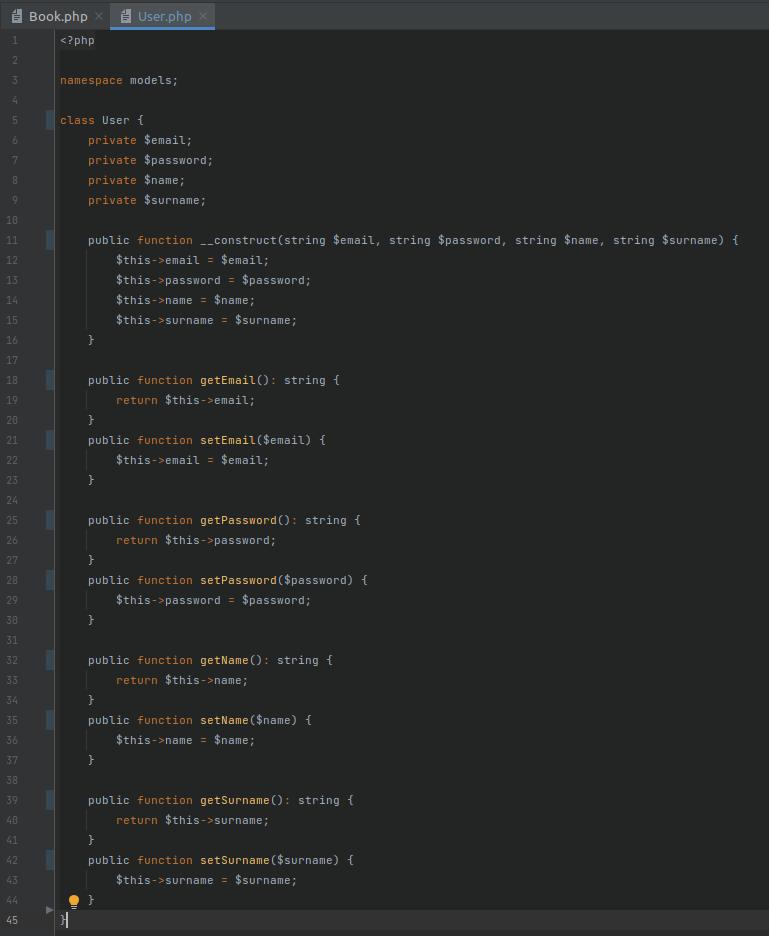 Book.php × User.php ×
1 <?php
2
3 namespace models;
4
5 class User {
6     private $email;
7     private $password;
8     private $name;
9     private $surname;
10
11     public function __construct(string $email, string $password, string $name, string $surname) {
12         $this->email = $email;
13         $this->password = $password;
14         $this->name = $name;
15         $this->surname = $surname;
16     }
17
18     public function getEmail(): string {
19         return $this->email;
20     }
21     public function setEmail($email) {
22         $this->email = $email;
23     }
24
25     public function getPassword(): string {
26         return $this->password;
27     }
28     public function setPassword($password) {
29         $this->password = $password;
30     }
31
32     public function getName(): string {
33         return $this->name;
34     }
35     public function setName($name) {
36         $this->name = $name;
37     }
38
39     public function getSurname(): string {
40         return $this->surname;
41     }
42     public function setSurname($surname) {
43         $this->surname = $surname;
44     }
45 }